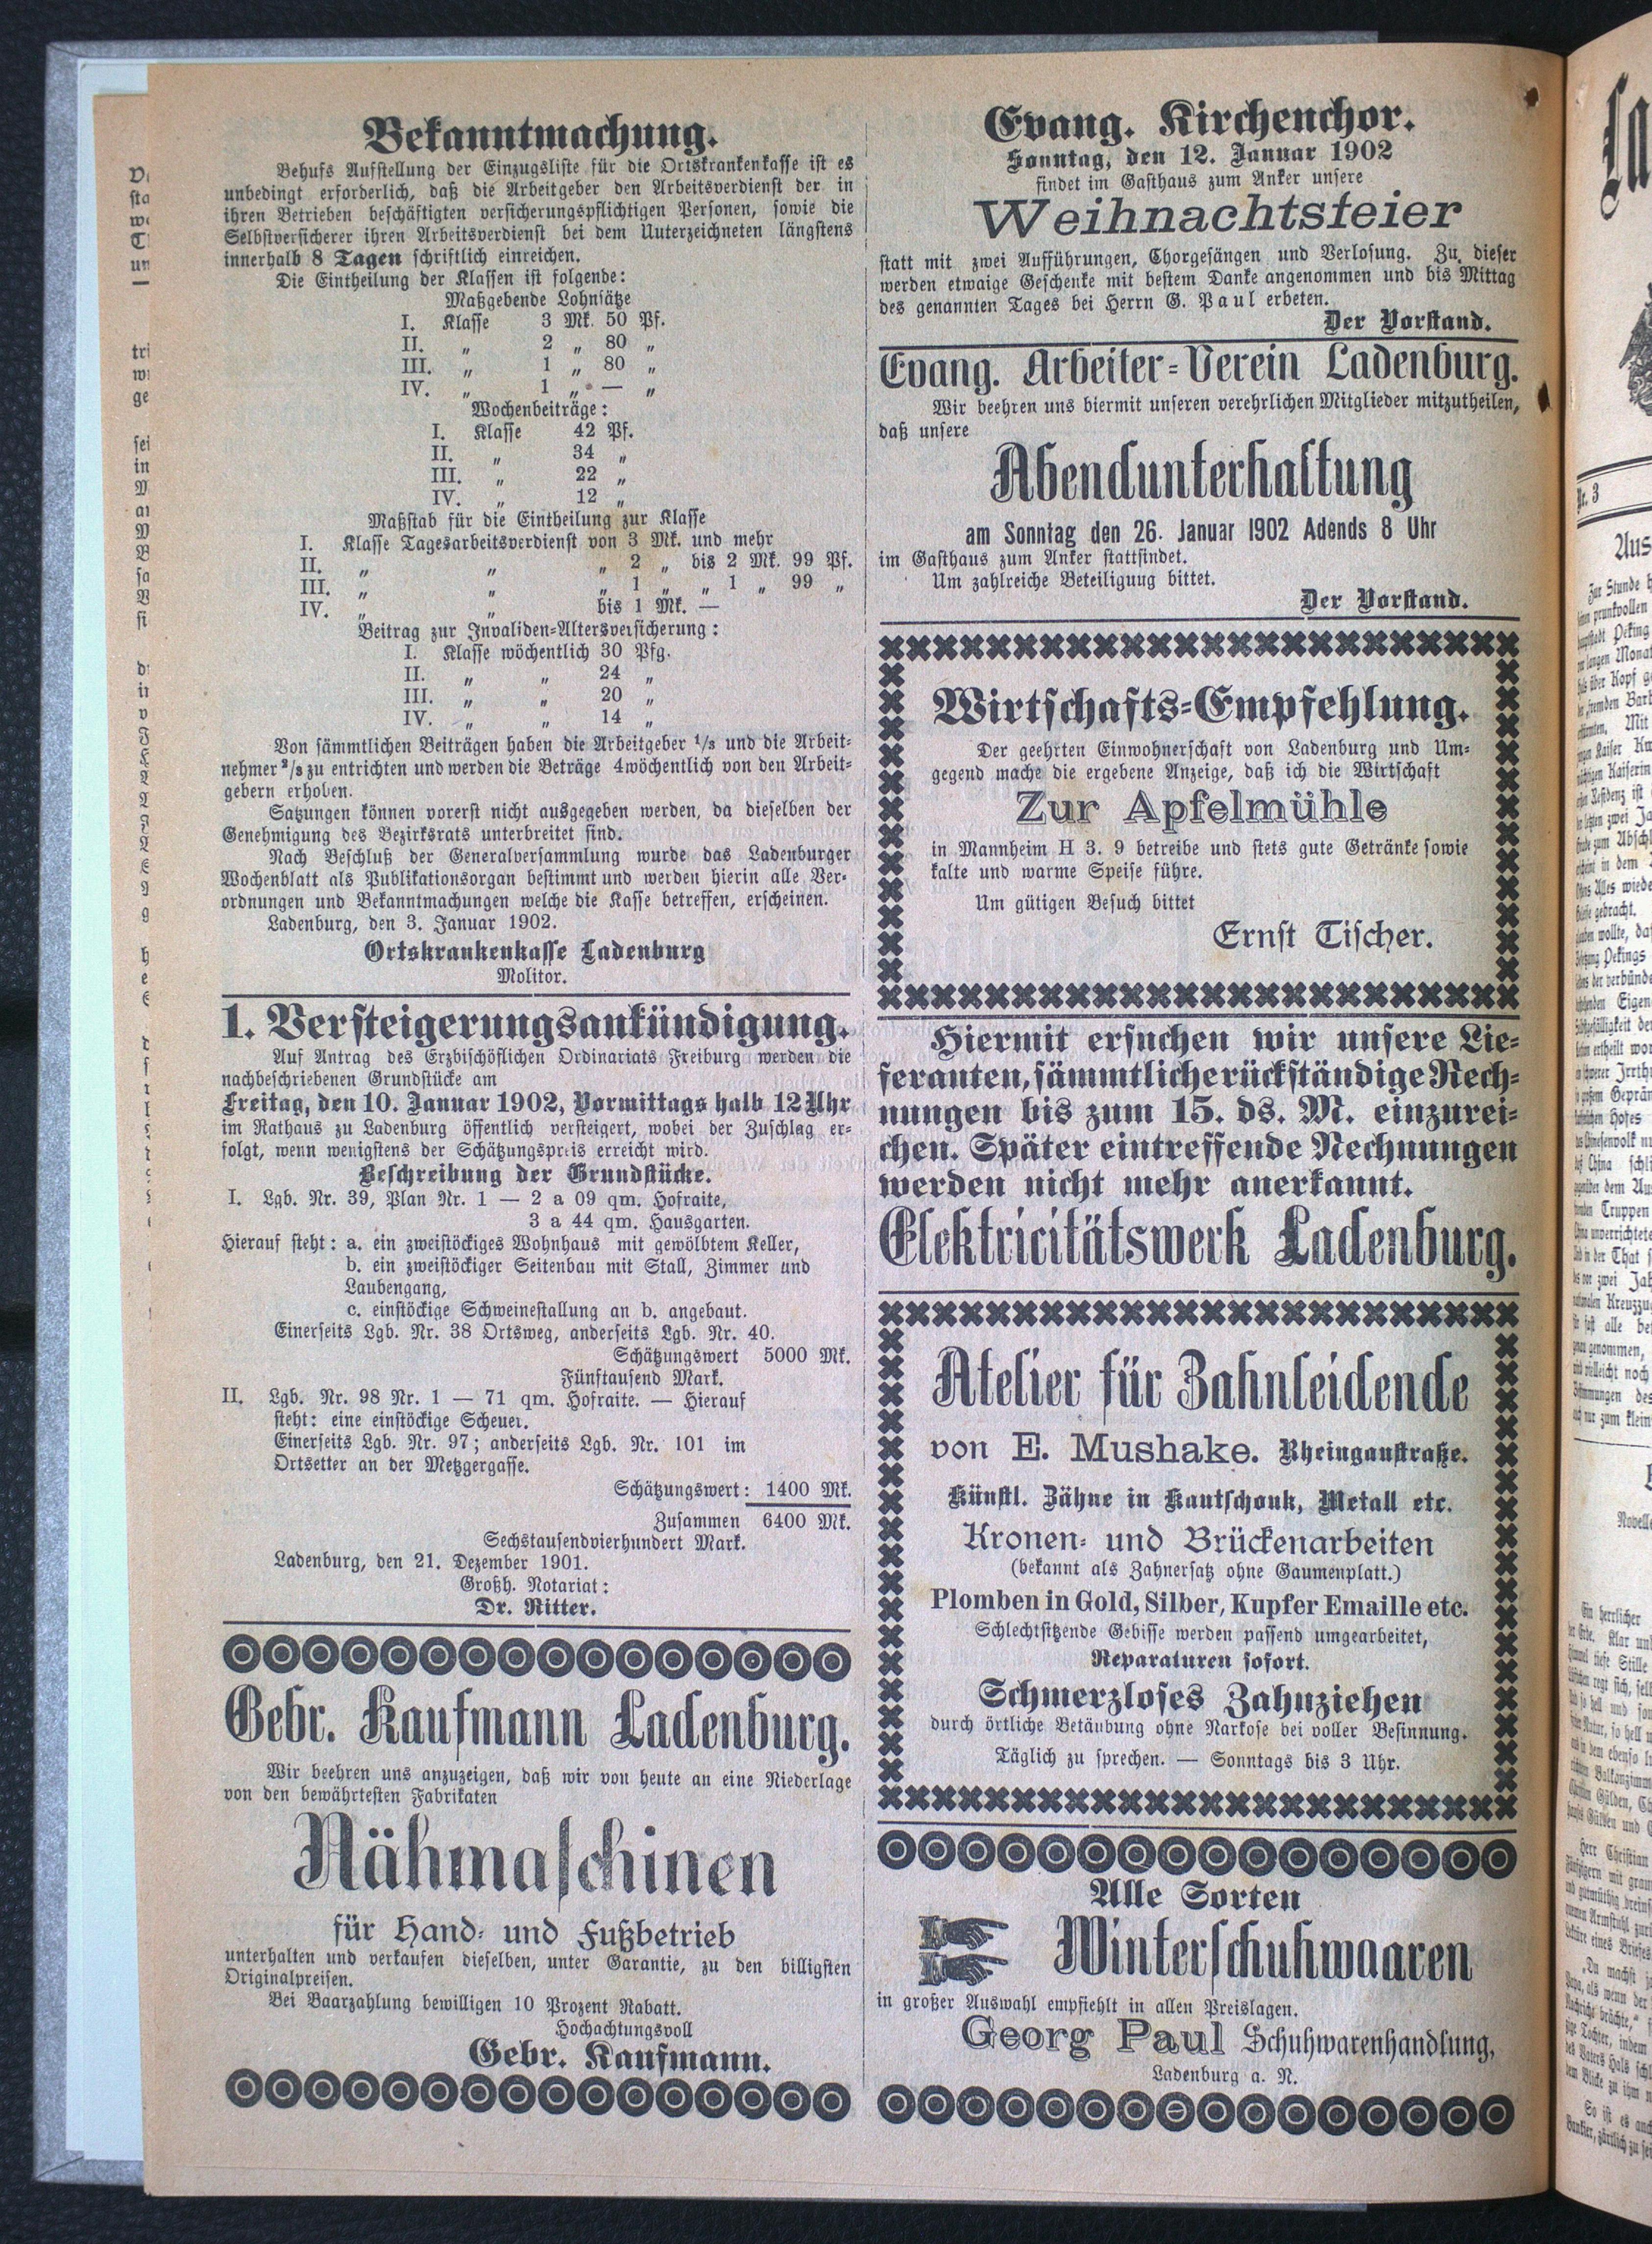 Bekanntmachung.
Behufs Aufstellung der Einzugsliste für die Ortskrankenkasse ist es
unbedingt erforderlich, daß die Arbeitgeber den Arbeitsverdienst der in
ihren Betrieben beschäftigten versicherungspflichtigen Personen, sowie die
Selbstversicherer ihren Arbeitsverdienst bei dem Unterzeichneten längstens
innerhalb 8 Tagen schriftlich einreichen.
Die Eintheilung der Klassen ist folgende:
Maßgebende Lohnsätze
I. Klasse 3 Mk. 50 Pf.
II. „ 2 „ 80 „
III. „ 1 „ 80 „
IV. „ 1 „ — „
Wochenbeiträge:
I. Klasse 42 Pf.
II. „ 34 „
III. „ 22 „
IV. „ 12 „
Maßstab für die Eintheilung zur Klasse
I. Klasse Tagesarbeitsverdienst von 3 Mk. und mehr
II. „ „ „ 2 „ bis 2 Mk. 99 Pf.
III. „ „ „ 1 „ „ 1 „ 99 „
IV. „ „ bis 1 Mk. —
Beitrag zur Invaliden-Altersversicherung:
I. Klasse wöchentlich 30 Pfg.
II. „ „ 24 „
III. „ „ 20 „
IV. „ „ 14 „
Von sämmtlichen Beiträgen haben die Arbeitgeber 1/3 und die Arbeit-
nehmer 2/3 zu entrichten und werden die Beträge 4wöchentlich von den Arbeit-
gebern erhoben.
Satzungen können vorerst nicht ausgegeben werden, da dieselben der
Genehmigung des Bezirksrats unterbreitet sind.
Nach Beschluß der Generalversammlung wurde das Ladenburger
Wochenblatt als Publikationsorgan bestimmt und werden hierin alle Ver-
ordnungen und Bekanntmachungen welche die Kasse betreffen, erscheinen.
Ladenburg, den 3. Januar 1902.
Ortskrankenkasse Ladenburg
Molitor.
1. Versteigerungsankündigung.
Auf Antrag des Erzbischöflichen Ordinariats Freiburg werden die
nachbeschriebenen Grundstücke am
Freitag, den 10. Januar 1902, Vormittags halb 12 Uhr
im Rathaus zu Ladenburg öffentlich versteigert, wobei der Zuschlag er-
folgt, wenn wenigstens der Schätzungspreis erreicht wird.
Beschreibung der Grundstücke.
I. Lgb. Nr. 39, Plan Nr. 1 — 2 a 09 qm. Hofraite,
3 a 44 qm. Hausgarten.
Hierauf steht: a. ein zweistöckiges Wohnhaus mit gewölbtem Keller,
b. ein zweistöckiger Seitenbau mit Stall, Zimmer und
Laubengang,
c. einstöckige Schweinestallung an b. angebaut.
Einerseits Lgb. Nr. 38 Ortsweg, anderseits Lgb. Nr. 40.
Schätzungswert 5000 Mk.
Fünftausend Mark.
II. Lgb. Nr. 98 Nr. 1 — 71 qm. Hofraite. — Hierauf
steht: eine einstöckige Scheuer.
Einerseits Lgb. Nr. 97; anderseits Lgb. Nr. 101 im
Ortsetter an der Metzgergasse.
Schätzungswert: 1400 Mk.
Zusammen 6400 Mk.
Sechstausendvierhundert Mark.
Ladenburg, den 21. Dezember 1901.
Großh. Notariat:
Dr. Ritter.
Gebr. Kaufmann Ladenburg.
Wir beehren uns anzuzeigen, daß wir von heute an eine Niederlage
von den bewährtesten Fabrikaten
Nähmaschinen
für Hand- und Fußbetrieb
unterhalten und verkaufen dieselben, unter Garantie, zu den billigsten
Originalpreisen.
Bei Baarzahlung bewilligen 10 Prozent Rabatt.
Hochachtungsvoll
Gebr. Kaufmann.
Evang. Kirchenchor.
Sonntag, den 12. Januar 1902
findet im Gasthaus zum Anker unsere
Weihnachtsfeier
statt mit zwei Aufführungen, Chorgesängen und Verlosung. Zu dieser
werden etwaige Geschenke mit bestem Danke angenommen und bis Mittag
des genannten Tages bei Herrn G. Paul erbeten.
Der Vorstand.
Evang. Arbeiter-Verein Ladenburg.
Wir beehren uns biermit unseren verehrlichen Mitglieder mitzutheilen,
daß unsere
Abendunterhaltung
am Sonntag den 26. Januar 1902 Adends 8 Uhr
im Gasthaus zum Anker stattfindet.
Um zahlreiche Beteiliguug bittet.
Der Vorstand.
Wirtschafts-Empfehlung.
Der geehrten Einwohnerschaft von Ladenburg und Um-
gegend mache die ergebene Anzeige, daß ich die Wirtschaft
Zur Apfelmühle
in Mannheim H 3. 9 betreibe und stets gute Getränke sowie
kalte und warme Speise führe.
Um gütigen Besuch bittet
Ernst Tischer.
Hiermit ersuchen wir unsere Lie-
feranten, sämmtliche rückständige Rech-
nungen bis zum 15. ds. M. einzurei-
chen. Später eintreffende Rechnungen
werden nicht mehr anerkannt.
Elektricitätswerk Ladenburg.
Atelier für Zahnleidende
von E. Mushake. Rheingaustraße.
Künstl. Zähne in Kautschouk, Metall etc.
Kronen- und Brückenarbeiten
(bekannt als Zahnersatz ohne Gaumenplatt.)
Plomben in Gold, Silber, Kupfer Emaille etc.
Schlechtsitzende Gebisse werden passend umgearbeitet,
Reparaturen sofort.
Schmerzloses Zahnziehen
durch örtliche Betäubung ohne Narkose bei voller Besinnung.
Täglich zu sprechen. — Sonntags bis 3 Uhr.
Alle Sorten
Winterschuhwaaren
in großer Auswahl empfiehlt in allen Preislagen.
Georg Paul Schuhwarenhandlung,
Ladenburg a. N.